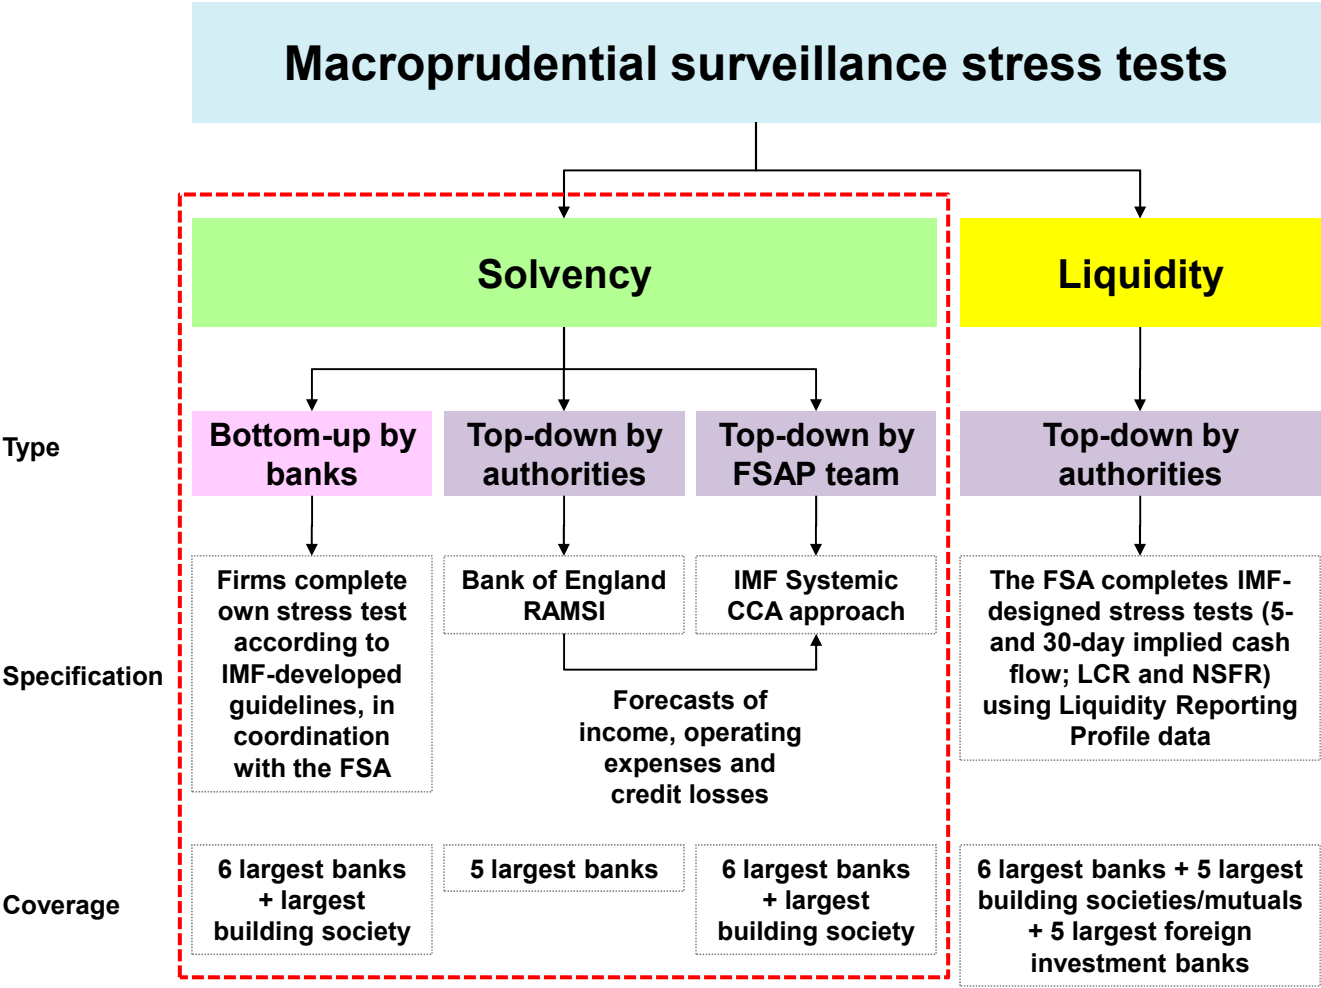 Macroprudential surveillance stress tests
Solvency
Liquidity
Type
Bottom-up by
banks
Top-down by
authorities
Top-down by
FSAP team
Top-down by
authorities
Specification
Firms complete
own stress test
according to
IMF-developed
guidelines, in
coordination
with the FSA
Bank of England
RAMSI
IMF Systemic
CCA approach
Forecasts of
income, operating
expenses and
credit losses
The FSA completes IMF-
designed stress tests (5-
and 30-day implied cash
flow; LCR and NSFR)
using Liquidity Reporting
Profile data
Coverage
6 largest banks
+ largest
building society
5 largest banks
6 largest banks
+ largest
building society
6 largest banks + 5 largest
building societies/mutuals
+ 5 largest foreign
investment banks